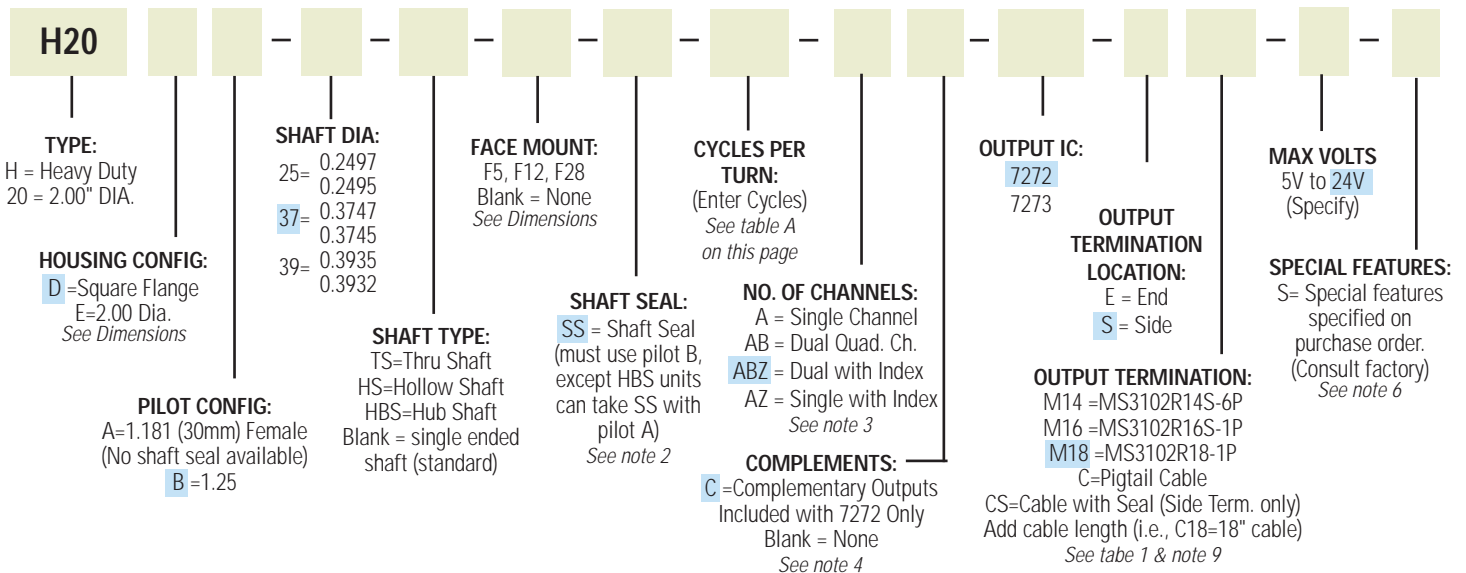 H20
TYPE:
H = Heavy Duty
20 = 2.00" DIA.
HOUSING CONFIG:
D =Square Flange
E=2.00 Dia.
See Dimensions
PILOT CONFIG:
A=1.181 (30mm) Female
(No shaft seal available)
B =1.25
SHAFT DIA:
25= 0.2497
0.2495
37= 0.3747
0.3745
39= 0.3935
0.3932
SHAFT TYPE:
TS=Thru Shaft
HS=Hollow Shaft
HBS=Hub Shaft
Blank = single ended
shaft (standard)
FACE MOUNT:
F5, F12, F28
Blank = None
See Dimensions
SHAFT SEAL:
SS = Shaft Seal
(must use pilot B,
except HBS units
can take SS with
pilot A)
See note 2
CYCLES PER
TURN:
(Enter Cycles)
See table A
on this page
NO. OF CHANNELS:
A = Single Channel
AB = Dual Quad. Ch.
ABZ = Dual with Index
AZ = Single with Index
See note 3
COMPLEMENTS:
C =Complementary Outputs
Included with 7272 Only
Blank = None
See note 4
OUTPUT IC:
7272
7273
OUTPUT
TERMINATION
LOCATION:
E = End
S = Side
OUTPUT TERMINATION:
M14 =MS3102R14S-6P
M16 =MS3102R16S-1P
M18 =MS3102R18-1P
C=Pigtail Cable
CS=Cable with Seal (Side Term. only)
Add cable length (i.e., C18=18" cable)
See tabe 1 & note 9
MAX VOLTS
5V to 24V
(Specify)
SPECIAL FEATURES:
S= Special features
specified on
purchase order.
(Consult factory)
See note 6